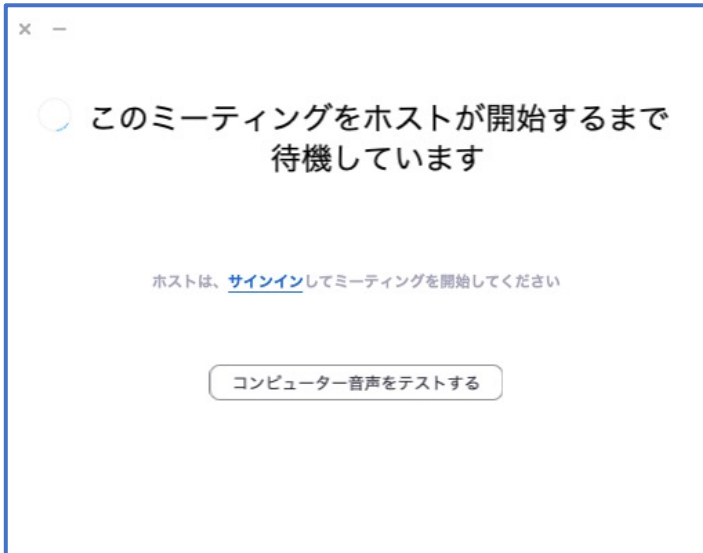 このミーティングをホストが開始するまで
待機しています
ホストは、サインインしてミーティングを開始してください
コンピューター音声をテストする